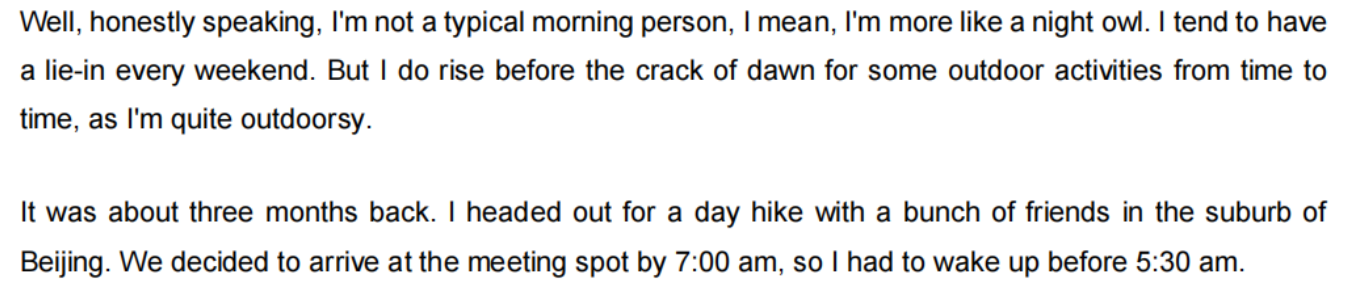 Well, honestly speaking, I'm not a typical morning person, I mean, I'm more like a night owl. I tend to have
a lie-in every weekend. But I do rise before the crack of dawn for some outdoor activities from time to
time, as I'm quite outdoorsy.
It was about three months back. I headed out for a day hike with a bunch of friends in the suburb of
Beijing. We decided to arrive at the meeting spot by 7:00 am, so I had to wake up before 5:30 am.